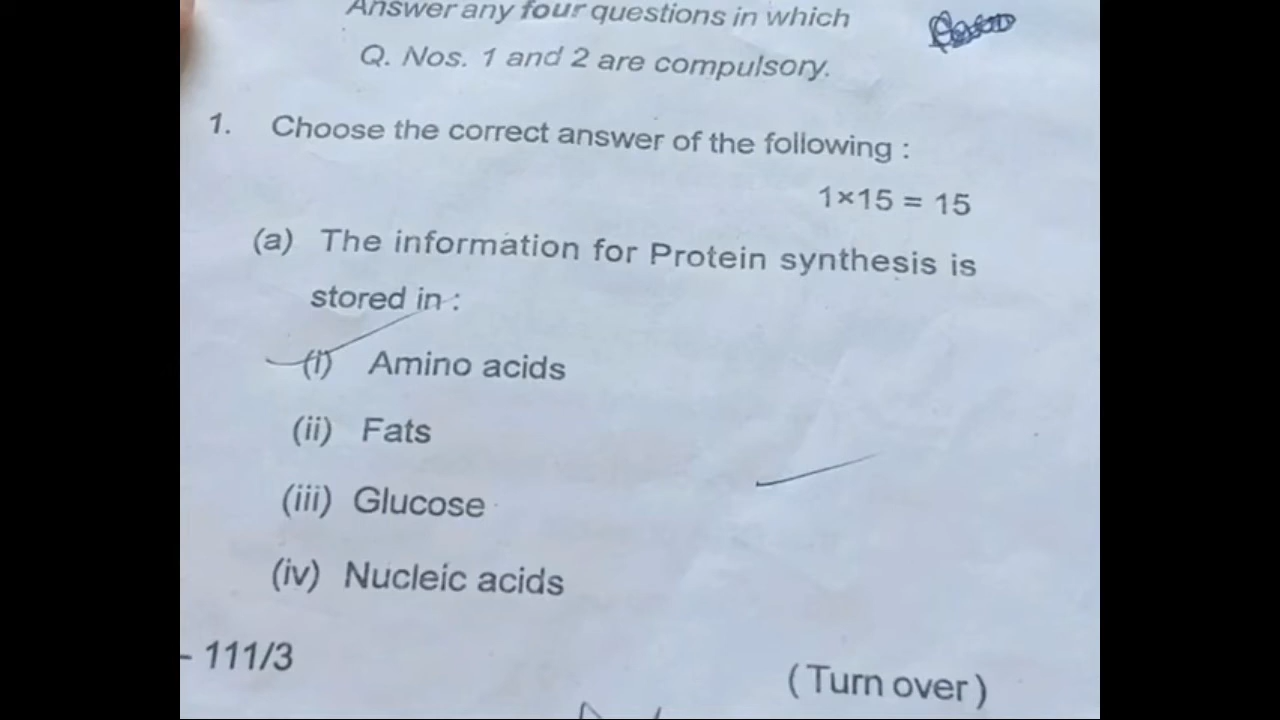 Answer any four questions in which
Q. Nos. 1 and 2 are compulsory.
1. Choose the correct answer of the following :
1×15 = 15
(a) The information for Protein synthesis is
stored in :
(i) Amino acids
(ii) Fats
(iii) Glucose
(iv) Nucleic acids
- 111/3
(Turn over)